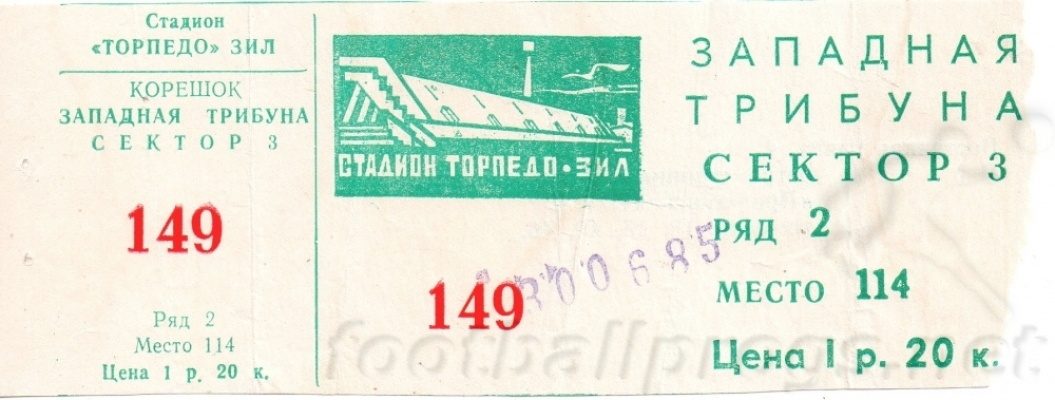 Стадион
«ТОРПЕДО» ЗИЛ
КОРЕШОК
ЗАПАДНАЯ ТРИБУНА
СЕКТОР 3
149
Ряд 2
Место 114
Цена 1 р. 20 к.
СТАДИОН ТОРПЕДО·ЗИЛ
149
ЗАПАДНАЯ
ТРИБУНА
СЕКТОР 3
РЯД 2
МЕСТО 114
Цена 1 р. 20 к.